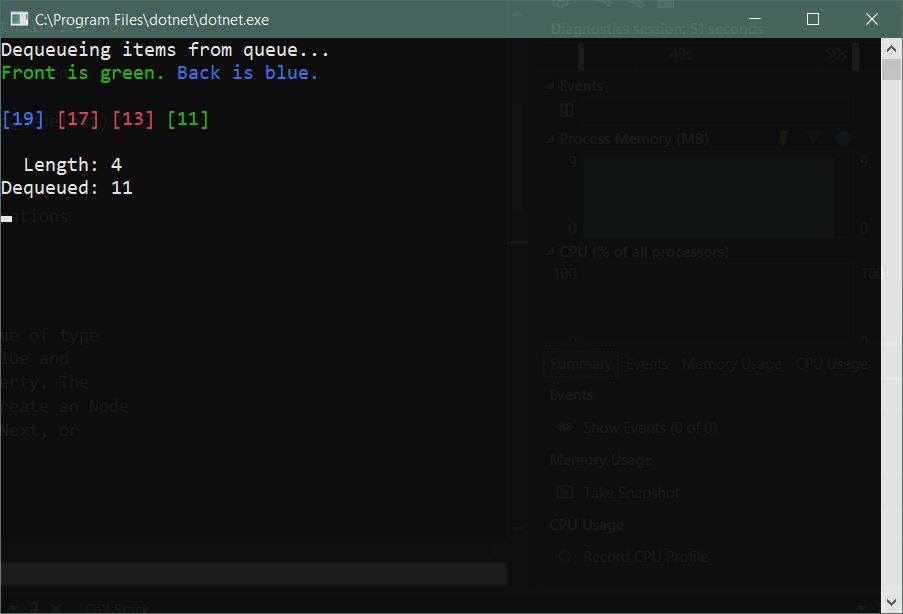 C:\Program Files\dotnet\dotnet.exe
Dequeueing items from queue...
Front is green. Back is blue.
[19] [17] [13] [11]
Length: 4
Dequeued: 11
ations
ue of type
lue and
erty. The
reate an Node
Next, or
Diagnostics session: 51 seconds
40s 50s
Events
Process Memory (MB)
9 9
0 0
CPU (% of all processors)
100 100
0 0
Summary Events Memory Usage CPU Usage
Events
Show Events (0 of 0)
Memory Usage
Take Snapshot
CPU Usage
Record CPU Profile
Call Stack